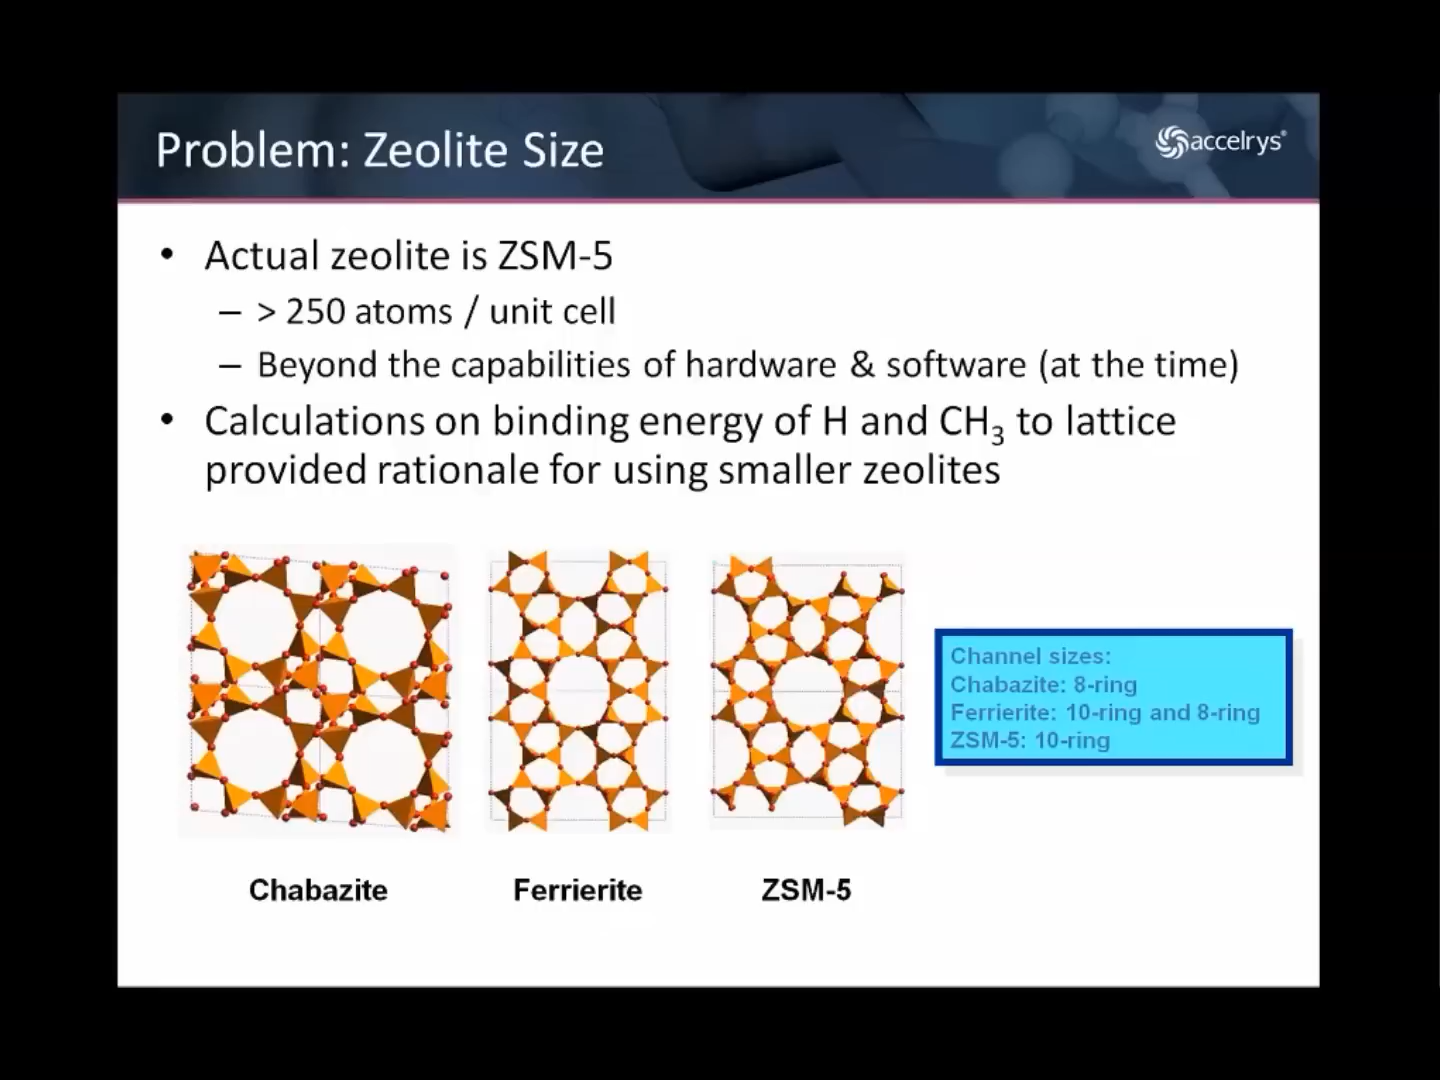 Problem: Zeolite Size
accelrys®
• Actual zeolite is ZSM-5
– > 250 atoms / unit cell
– Beyond the capabilities of hardware & software (at the time)
• Calculations on binding energy of H and CH₃ to lattice
provided rationale for using smaller zeolites
Channel sizes:
Chabazite: 8-ring
Ferrierite: 10-ring and 8-ring
ZSM-5: 10-ring
Chabazite
Ferrierite
ZSM-5